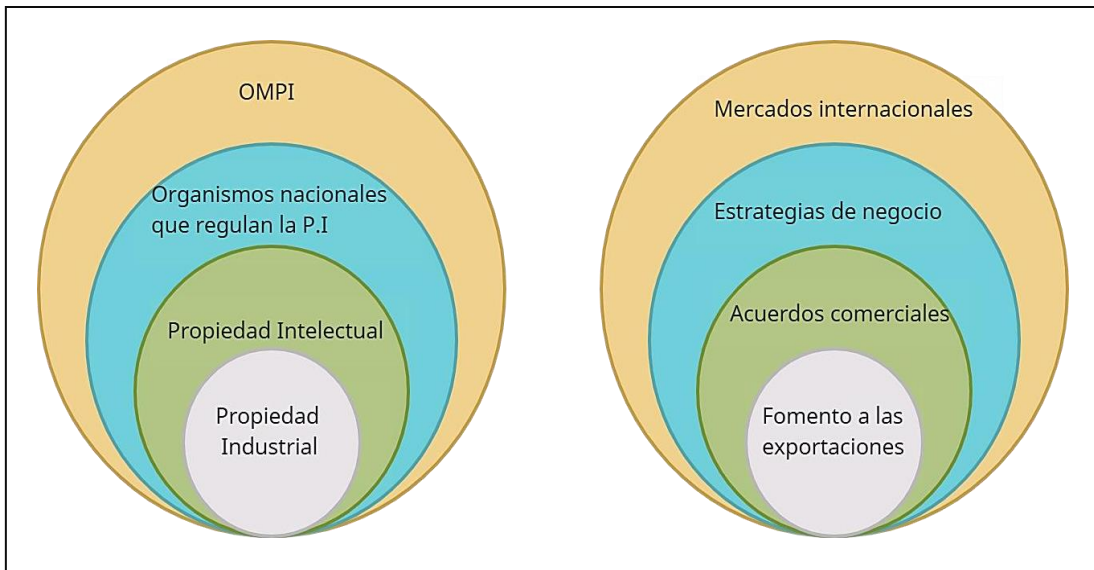 OMPI
Organismos nacionales
que regulan la P.I
Propiedad Intelectual
Propiedad
Industrial
Mercados internacionales
Estrategias de negocio
Acuerdos comerciales
Fomento a las
exportaciones